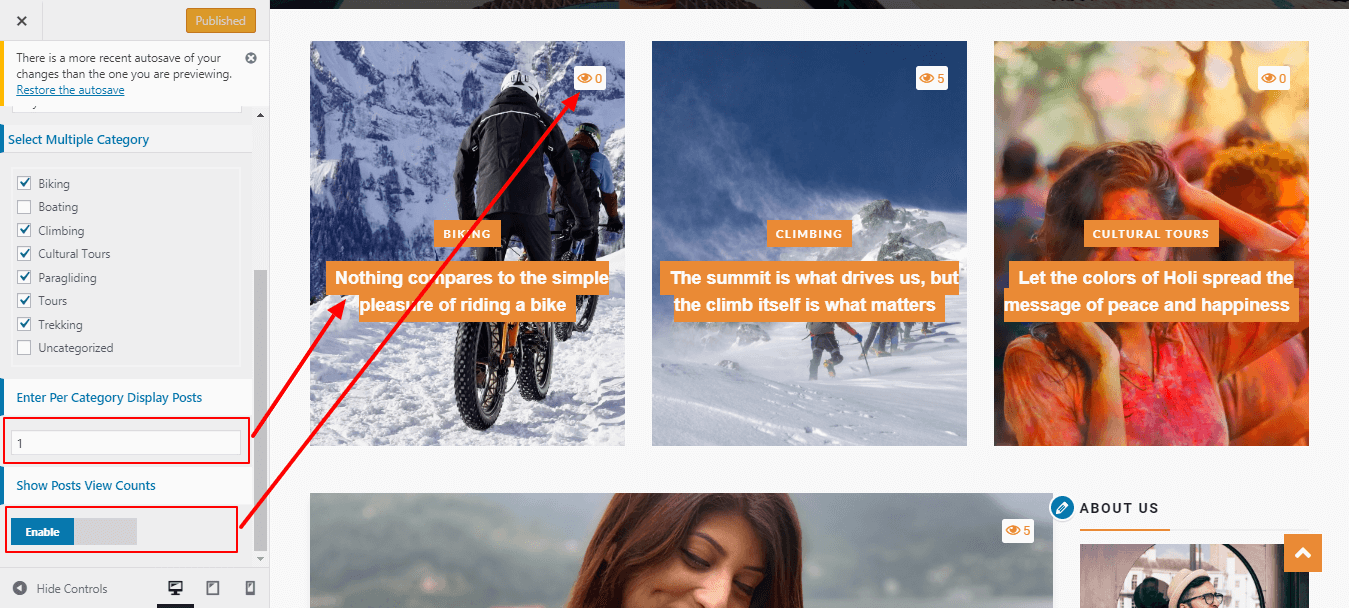 Published
There is a more recent autosave of your
changes than the one you are previewing.
Restore the autosave
Select Multiple Category
Biking
Boating
Climbing
Cultural Tours
Paragliding
Tours
Trekking
Uncategorized
Enter Per Category Display Posts
1
Show Posts View Counts
Enable
Hide Controls
0
BIKING
Nothing compares to the simple
pleasure of riding a bike
5
CLIMBING
The summit is what drives us, but
the climb itself is what matters
0
CULTURAL TOURS
Let the colors of Holi spread the
message of peace and happiness
5
ABOUT US